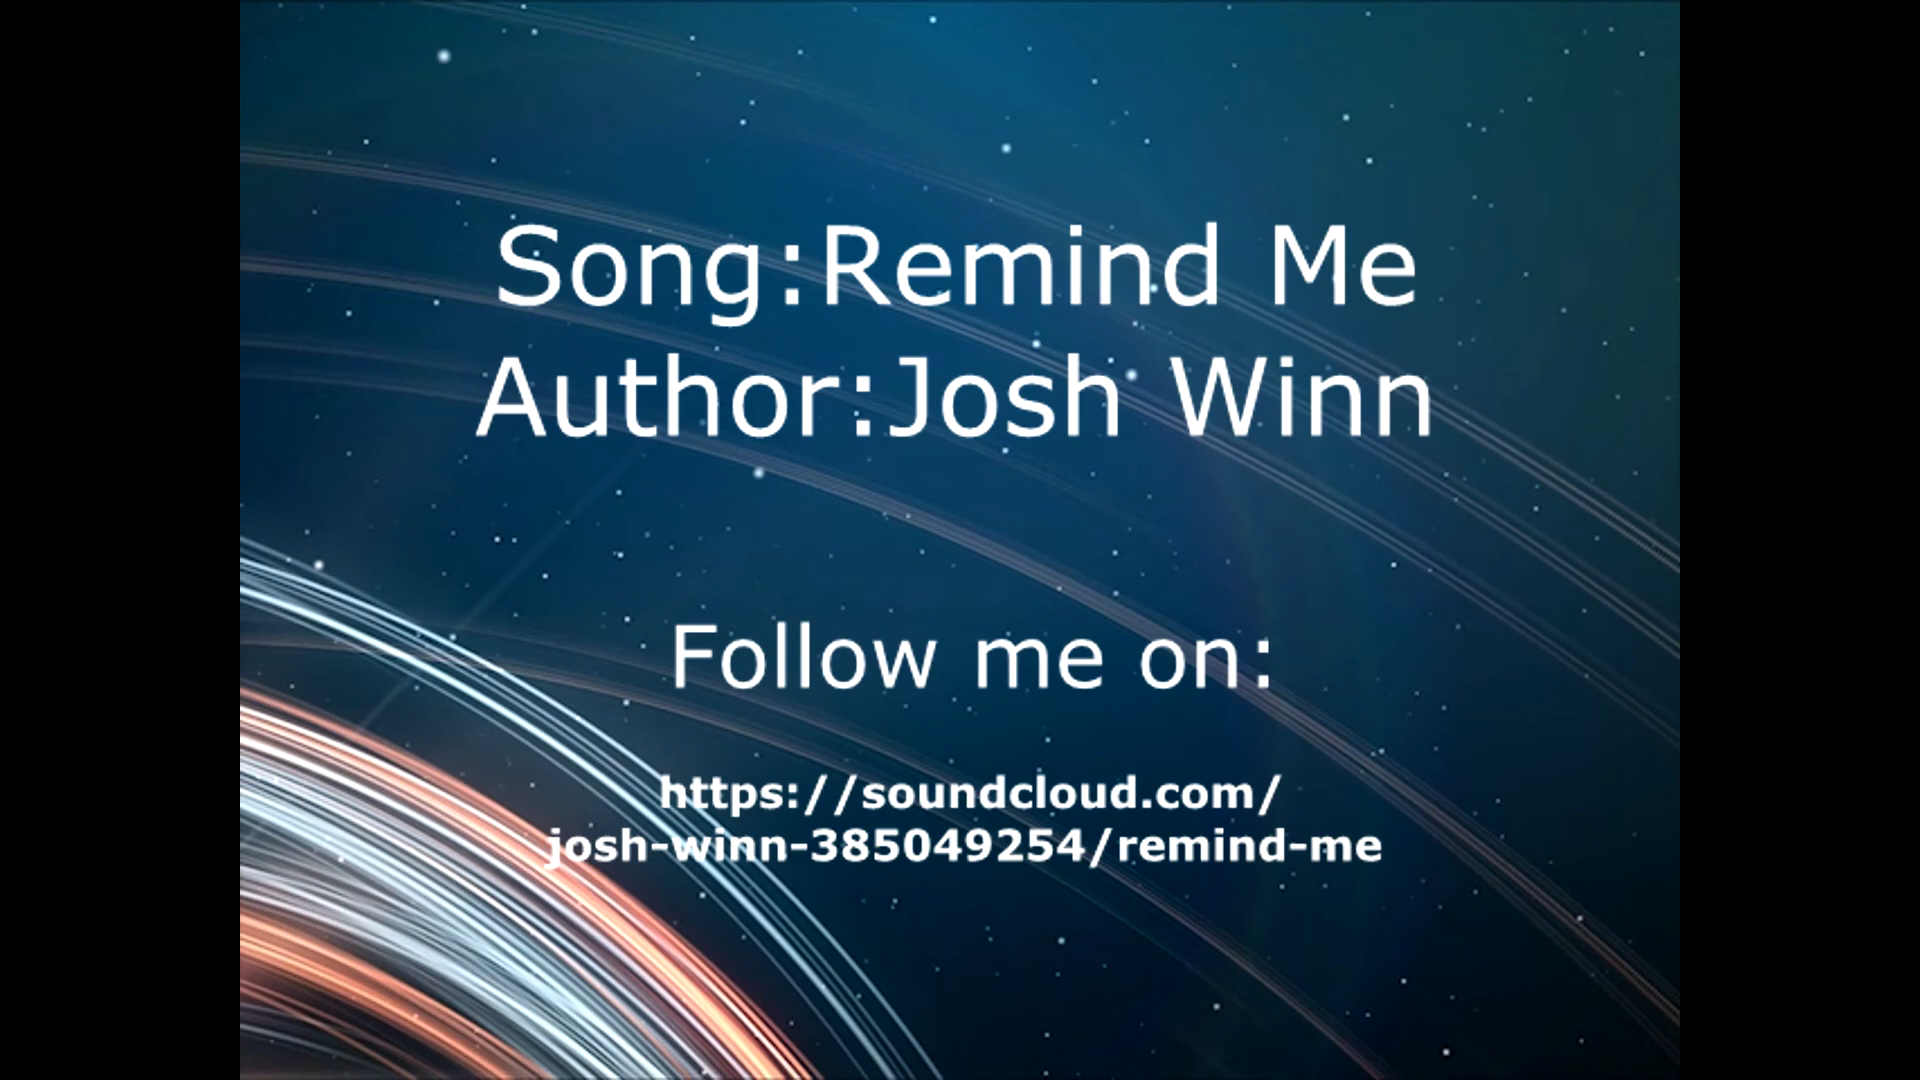 Song:Remind Me
Author:Josh Winn
Follow me on:
https://soundcloud.com/
josh-winn-385049254/remind-me